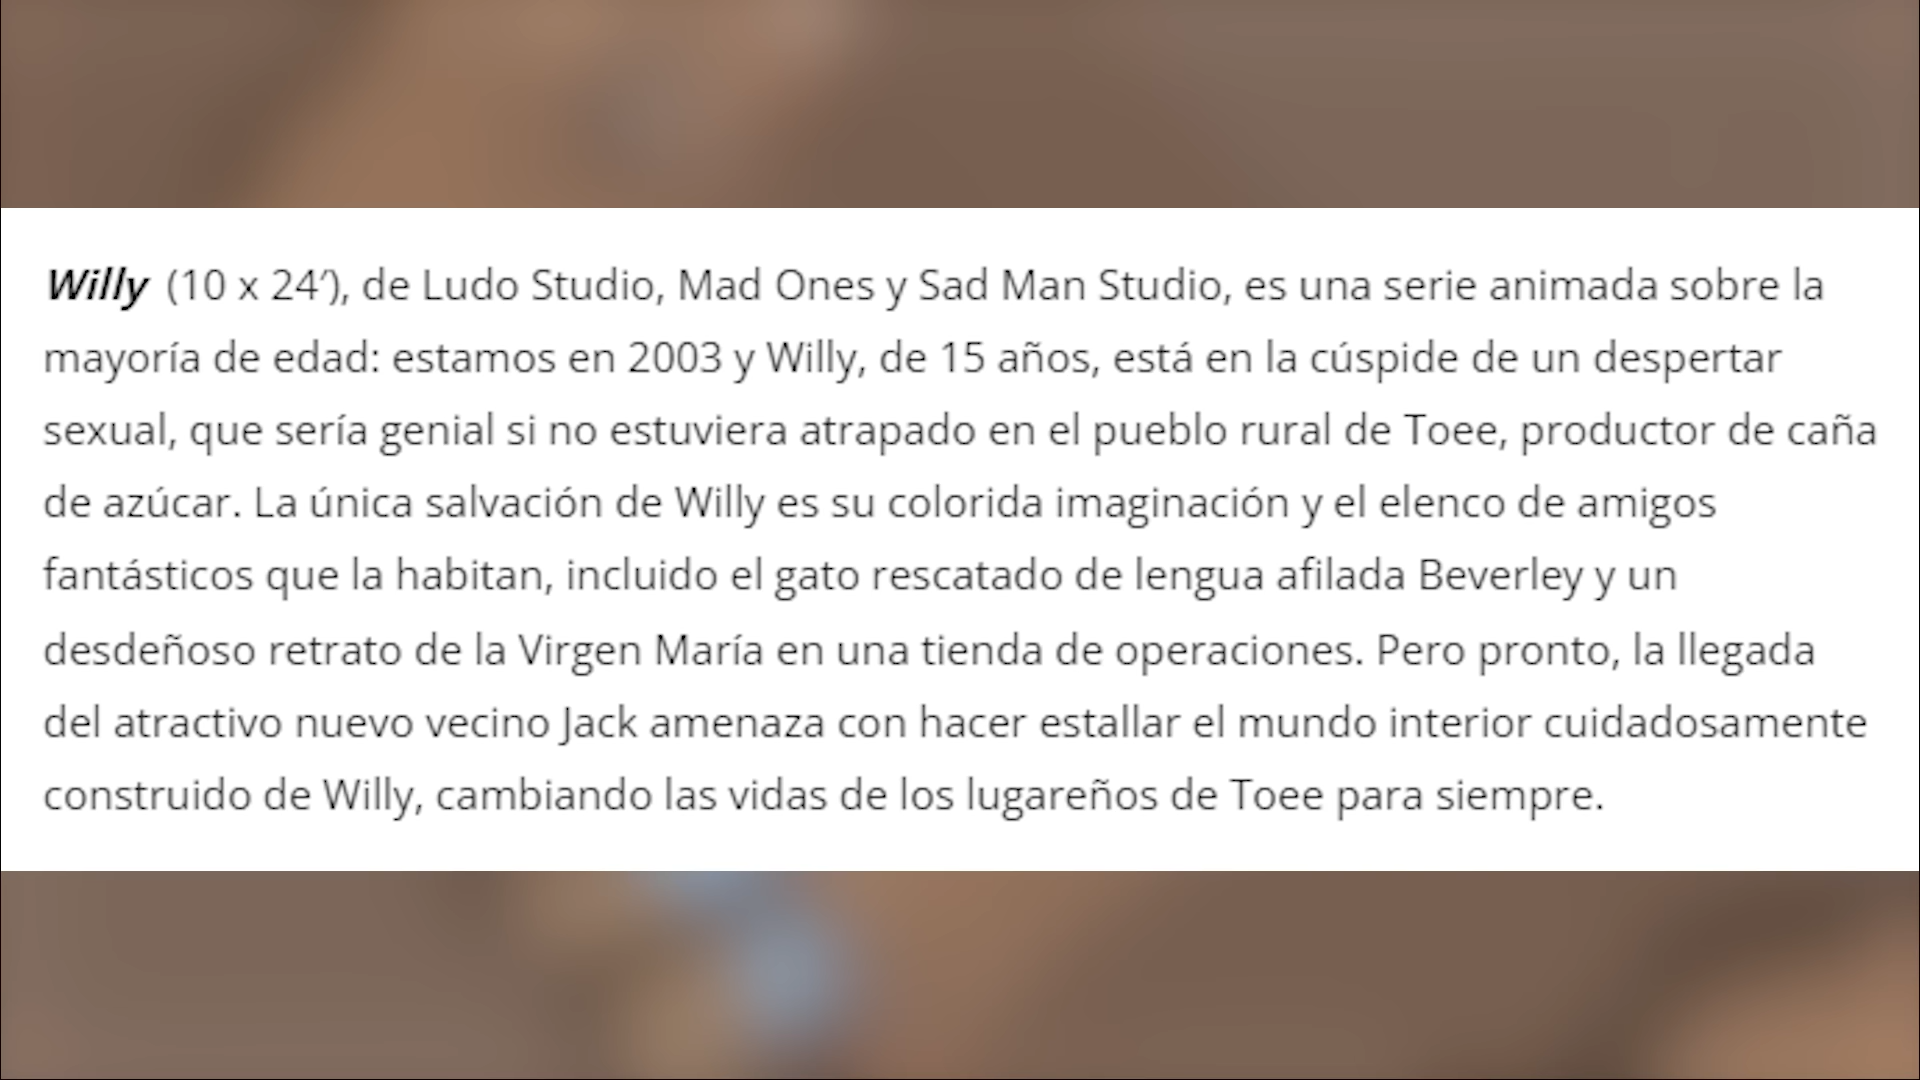 Willy (10 x 24′), de Ludo Studio, Mad Ones y Sad Man Studio, es una serie animada sobre la
mayoría de edad: estamos en 2003 y Willy, de 15 años, está en la cúspide de un despertar
sexual, que sería genial si no estuviera atrapado en el pueblo rural de Toee, productor de caña
de azúcar. La única salvación de Willy es su colorida imaginación y el elenco de amigos
fantásticos que la habitan, incluido el gato rescatado de lengua afilada Beverley y un
desdeñoso retrato de la Virgen María en una tienda de operaciones. Pero pronto, la llegada
del atractivo nuevo vecino Jack amenaza con hacer estallar el mundo interior cuidadosamente
construido de Willy, cambiando las vidas de los lugareños de Toee para siempre.